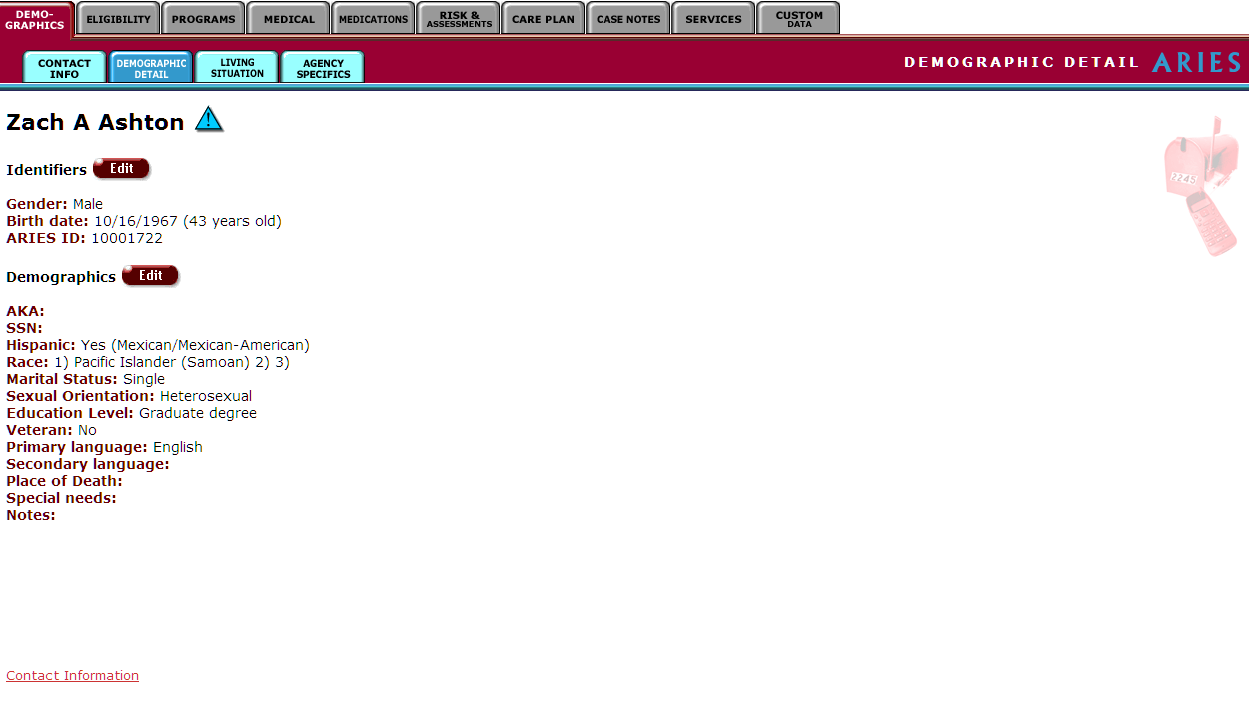 DEMO-
GRAPHICS
ELIGIBILITY
PROGRAMS
MEDICAL
MEDICATIONS
RISK &
ASSESSMENTS
CARE PLAN
CASE NOTES
SERVICES
CUSTOM
DATA
CONTACT
INFO
DEMOGRAPHIC
DETAIL
LIVING
SITUATION
AGENCY
SPECIFICS
DEMOGRAPHIC DETAIL
ARIES
Zach A Ashton
Identifiers Edit
Gender: Male
Birth date: 10/16/1967 (43 years old)
ARIES ID: 10001722
Demographics Edit
AKA:
SSN:
Hispanic: Yes (Mexican/Mexican-American)
Race: 1) Pacific Islander (Samoan) 2) 3)
Marital Status: Single
Sexual Orientation: Heterosexual
Education Level: Graduate degree
Veteran: No
Primary language: English
Secondary language:
Place of Death:
Special needs:
Notes:
Contact Information